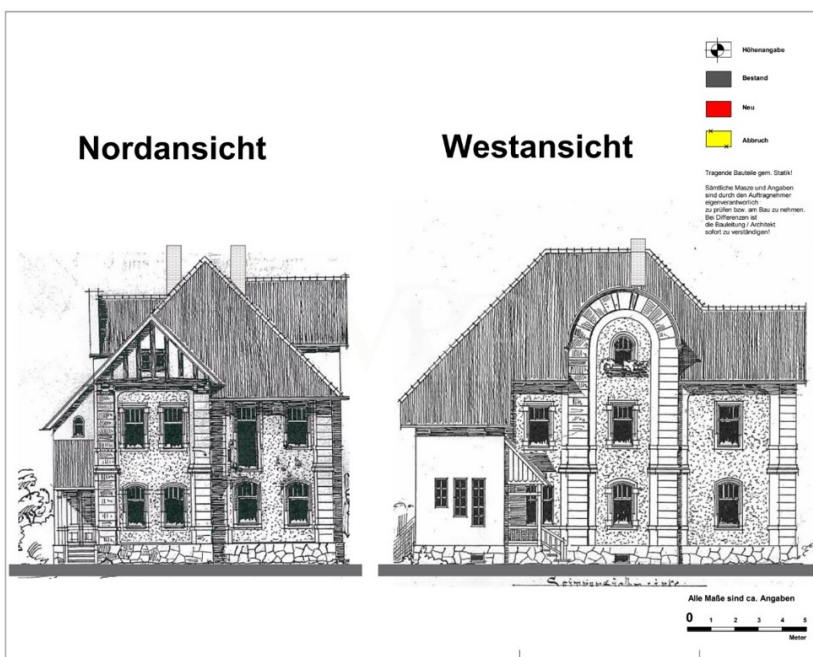 Nordansicht
Westansicht
Höhenangabe
Bestand
Neu
Abbruch
Tragende Bauteile gem. Statik!
Sämtliche Masze und Angaben
sind durch den Auftragnehmer
eigenverantworlich
zu prüfen bzw. am Bau zu nehmen.
Bei Differenzen ist
die Bauleitung / Architekt
sofort zu verständigen!
Alle Maße sind ca. Angaben
0 1 2 3 4 5
Meter